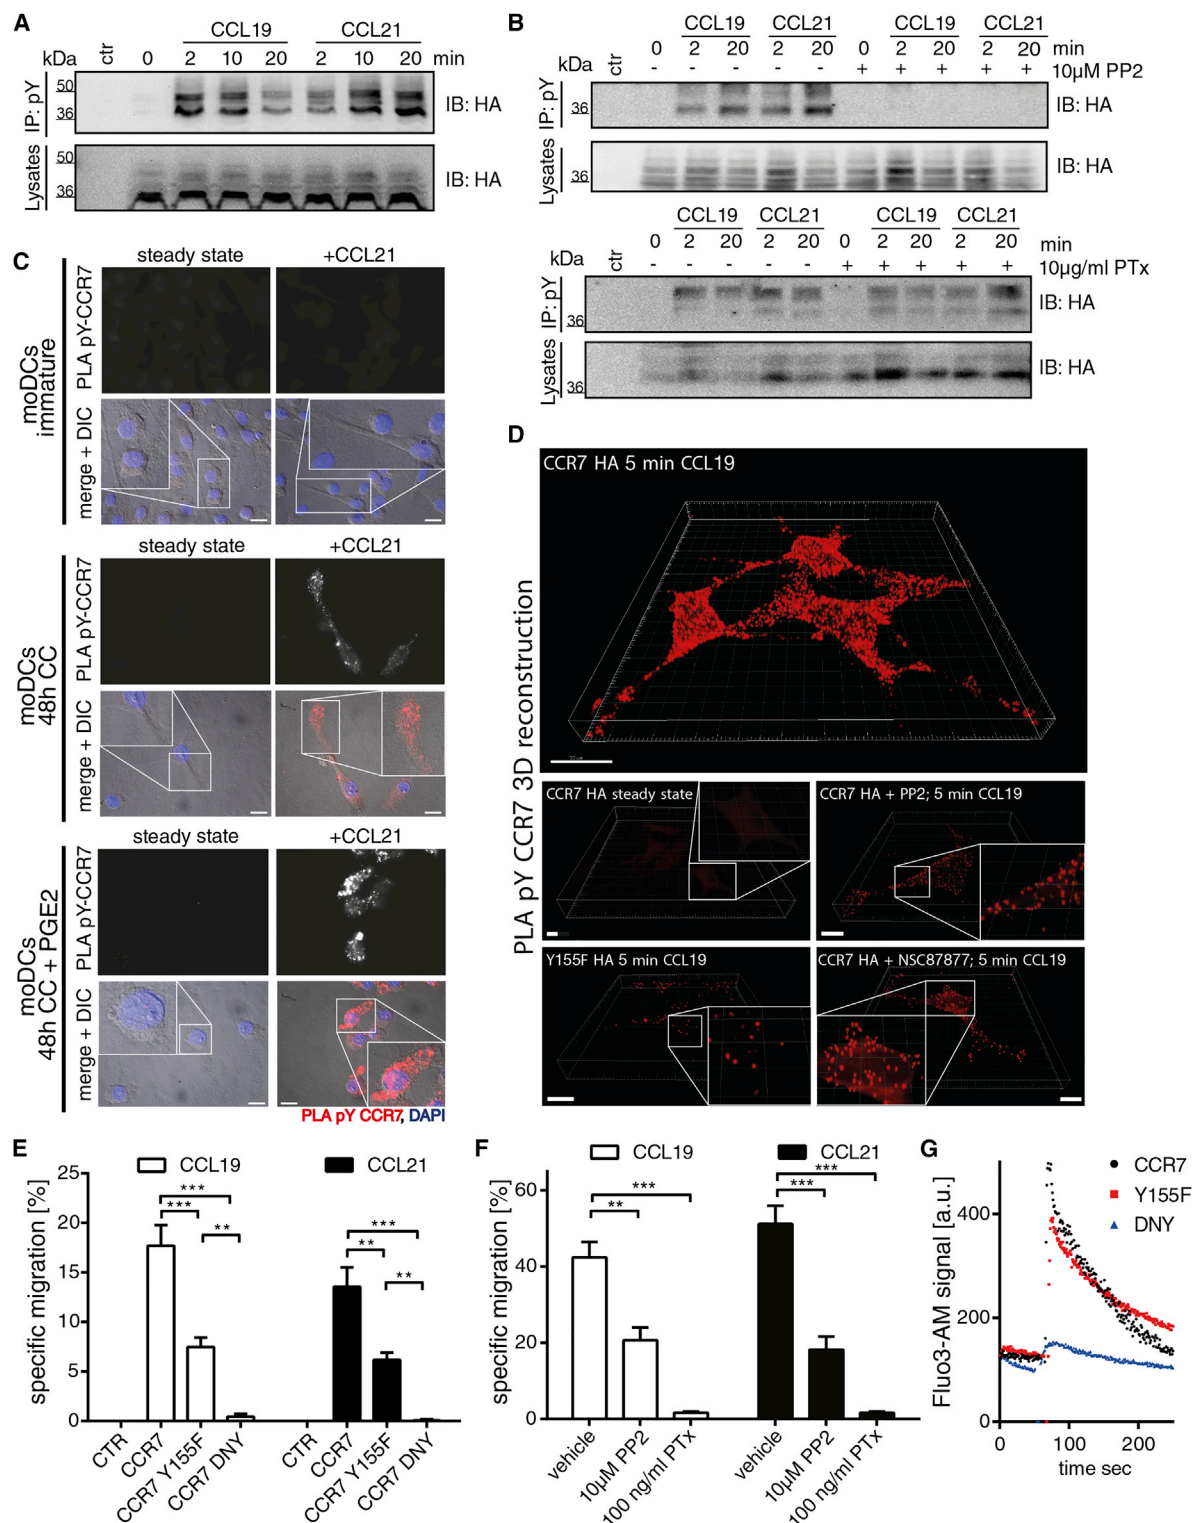 A
CCL19 CCL21
kDa ctr 0 2 10 20 2 10 20 min
IP: pY 50 36 IB: HA
Lysates 50 36 IB: HA
B
CCL19 CCL21 CCL19 CCL21
0 2 20 2 20 0 2 20 2 20 min
kDa ctr - - - - - + + + + + 10µM PP2
IP: pY 36 IB: HA
Lysates 36 IB: HA
CCL19 CCL21 CCL19 CCL21
0 2 20 2 20 0 2 20 2 20 min
kDa ctr - - - - - + + + + + 10µg/ml PTx
IP: pY 36 IB: HA
Lysates 36 IB: HA
C
steady state +CCL21
moDCs immature
PLA pY-CCR7
merge + DIC
steady state +CCL21
moDCs 48h CC
PLA pY-CCR7
merge + DIC
steady state +CCL21
moDCs 48h CC + PGE2
PLA pY-CCR7
merge + DIC
PLA pY CCR7, DAPI
D
PLA pY CCR7 3D reconstruction
CCR7 HA 5 min CCL19
CCR7 HA steady state
CCR7 HA + PP2; 5 min CCL19
Y155F HA 5 min CCL19
CCR7 HA + NSC87877; 5 min CCL19
E
CCL19 CCL21
specific migration [%]
25
20
15
10
5
0
*** *** ** *** ** **
CTR CCR7 CCR7 Y155F CCR7 DNY CTR CCR7 CCR7 Y155F CCR7 DNY
F
CCL19 CCL21
specific migration [%]
60
40
20
0
*** ** *** ***
vehicle 10µM PP2 100 ng/ml PTx vehicle 10µM PP2 100 ng/ml PTx
G
CCR7
Y155F
DNY
Fluo3-AM signal [a.u.]
400
200
0
0 100 200
time sec